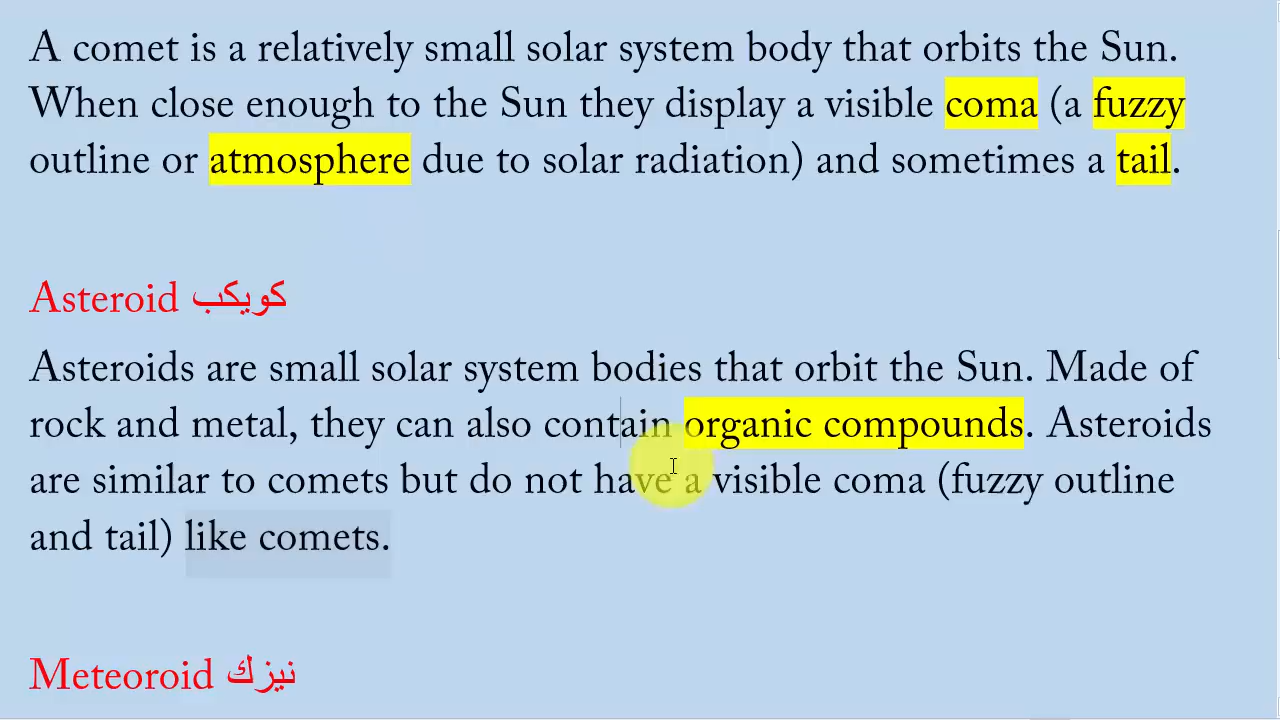 A comet is a relatively small solar system body that orbits the Sun.
When close enough to the Sun they display a visible coma (a fuzzy
outline or atmosphere due to solar radiation) and sometimes a tail.
Asteroid كويكب
Asteroids are small solar system bodies that orbit the Sun. Made of
rock and metal, they can also contain organic compounds. Asteroids
are similar to comets but do not have a visible coma (fuzzy outline
and tail) like comets.
Meteoroid نيزك